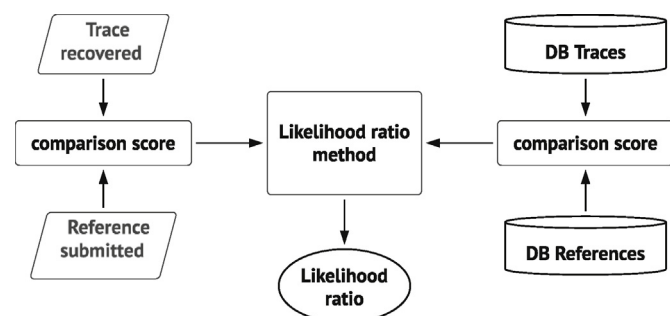 Trace
recovered
DB Traces
comparison score
Likelihood ratio
method
comparison score
Reference
submitted
DB References
Likelihood
ratio